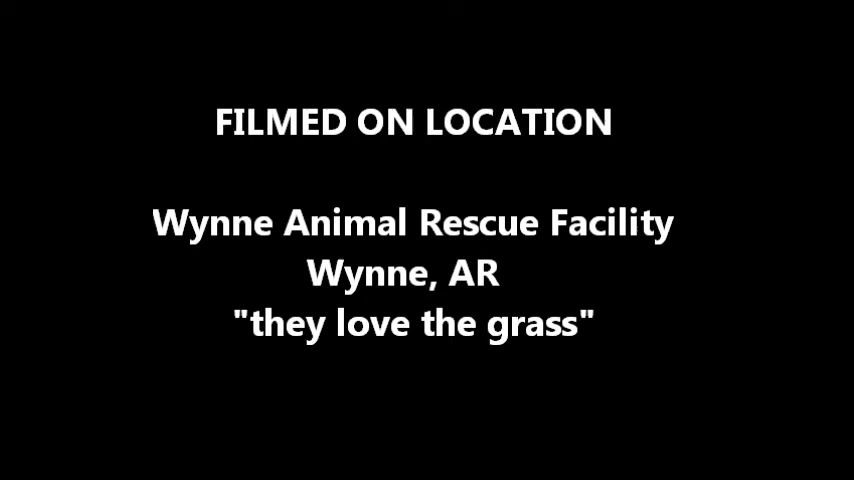 FILMED ON LOCATION
Wynne Animal Rescue Facility
Wynne, AR
"they love the grass"